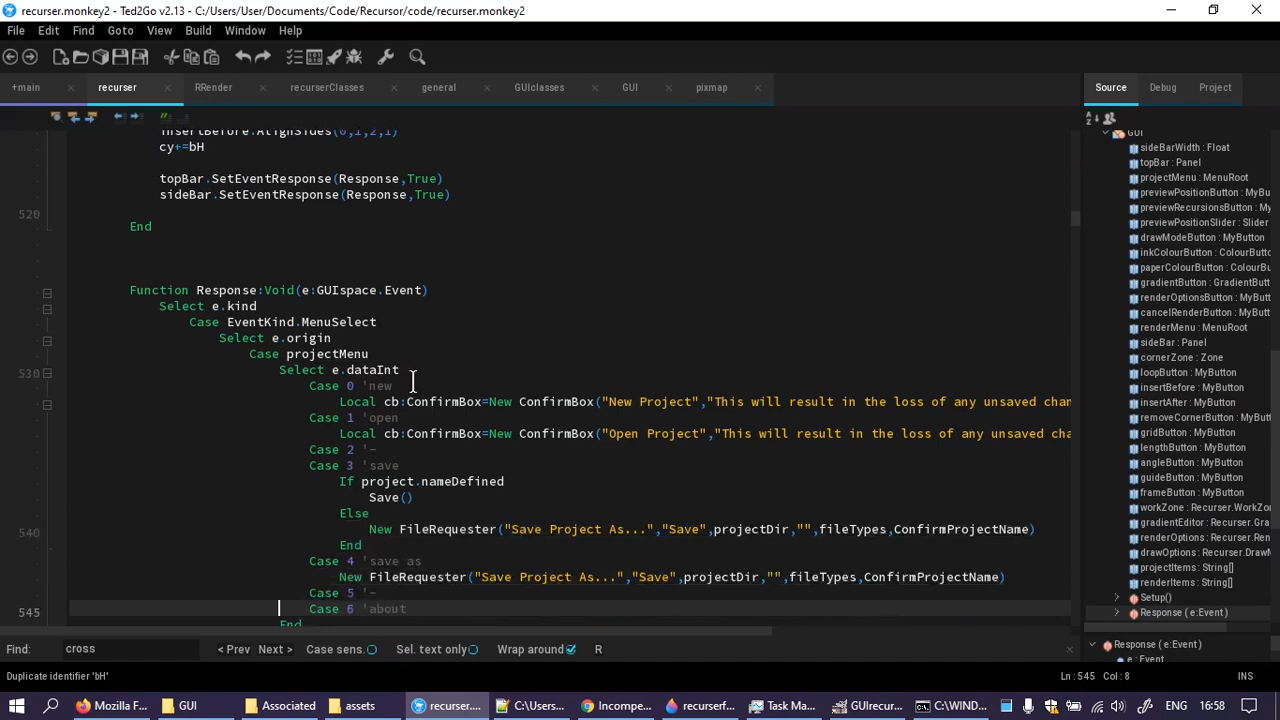 recurser.monkey2 - Ted2Go v2.13 - C:/Users/User/Documents/Code/Recursor/code/recurser.monkey2
File Edit Find Goto View Build Window Help
+main recurser RRender recurserClasses general GUIclasses GUI pixmap
Source Debug Project
insertBefore.AlignSides(0,1,2,1)
cy+=bH
topBar.SetEventResponse(Response,True)
sideBar.SetEventResponse(Response,True)
520
End
Function Response:Void(e:GUIspace.Event)
Select e.kind
Case EventKind.MenuSelect
Select e.origin
Case projectMenu
530 Select e.dataInt
Case 0 'new
Local cb:ConfirmBox=New ConfirmBox("New Project","This will result in the loss of any unsaved chan
Case 1 'open
Local cb:ConfirmBox=New ConfirmBox("Open Project","This will result in the loss of any unsaved cha
Case 2 '-
Case 3 'save
If project.nameDefined
Save()
Else
540 New FileRequester("Save Project As...","Save",projectDir,"",fileTypes,ConfirmProjectName)
End
Case 4 'save as
New FileRequester("Save Project As...","Save",projectDir,"",fileTypes,ConfirmProjectName)
Case 5 '-
545 Case 6 'about
End
GUI
sideBarWidth : Float
topBar : Panel
projectMenu : MenuRoot
previewPositionButton : MyBu
previewRecursionsButton : My
previewPositionSlider : Slider
drawModeButton : MyButton
inkColourButton : ColourButto
paperColourButton : ColourBu
gradientButton : GradientButt
renderOptionsButton : MyButt
cancelRenderButton : MyButto
renderMenu : MenuRoot
sideBar : Panel
cornerZone : Zone
loopButton : MyButton
insertBefore : MyButton
insertAfter : MyButton
removeCornerButton : MyButt
gridButton : MyButton
lengthButton : MyButton
angleButton : MyButton
guideButton : MyButton
frameButton : MyButton
workZone : Recurser.WorkZo
gradientEditor : Recurser.Gra
renderOptions : Recurser.Ren
drawOptions : Recurser.Draw
projectItems : String[]
renderItems : String[]
Setup()
Response ( e:Event )
Response ( e:Event )
e : Event
Find: cross < Prev Next > Case sens. Sel. text only Wrap around R
Duplicate identifier 'bH' Ln : 545 Col : 8 INS
Mozilla F... GUI Associated assets recurser.... C:\Users... Incompe... recurserf... Task Ma... GUIrecur... C:\WIND... ENG 16:58